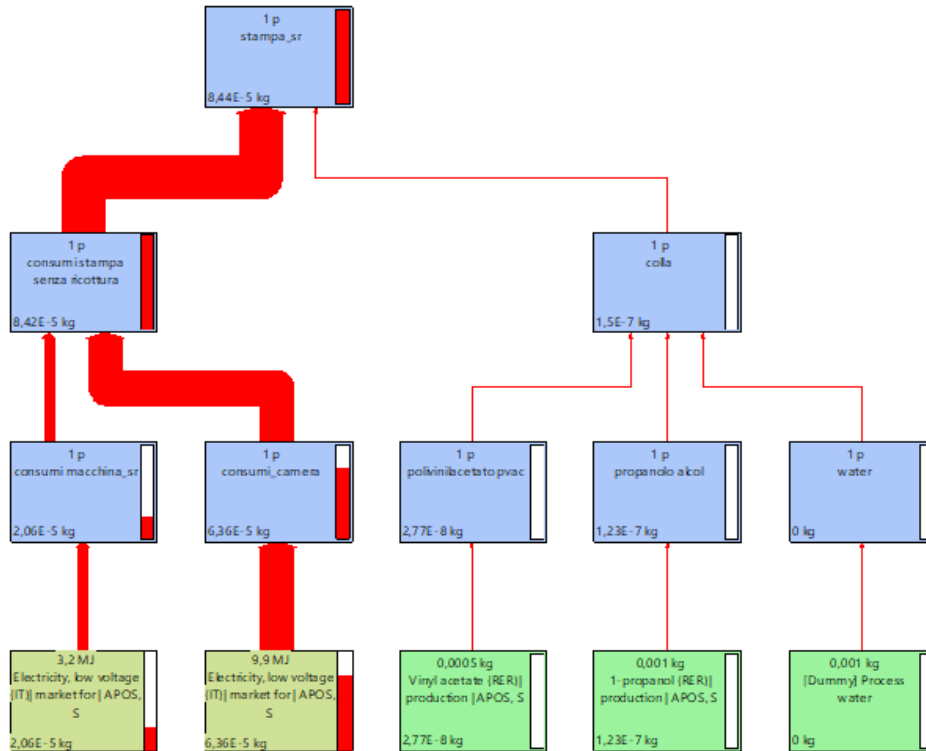 1 p
stampa_sr
8,44E-5 kg
1 p
consumi stampa
senza ricottura
8,42E-5 kg
1 p
colla
1,5E-7 kg
1 p
consumi macchina_sr
2,06E-5 kg
1 p
consumi_camera
6,36E-5 kg
1 p
polivinilacetato pvac
2,77E-8 kg
1 p
propanolo alcol
1,23E-7 kg
1 p
water
0 kg
3,2 MJ
Electricity, low voltage
{IT}| market for | APOS,
S
2,06E-5 kg
9,9 MJ
Electricity, low voltage
{IT}| market for | APOS,
S
6,36E-5 kg
0,0005 kg
Vinyl acetate {RER}|
production | APOS, S
2,77E-8 kg
0,001 kg
1-propanol {RER}|
production | APOS, S
1,23E-7 kg
0,001 kg
[Dummy] Process
water
0 kg